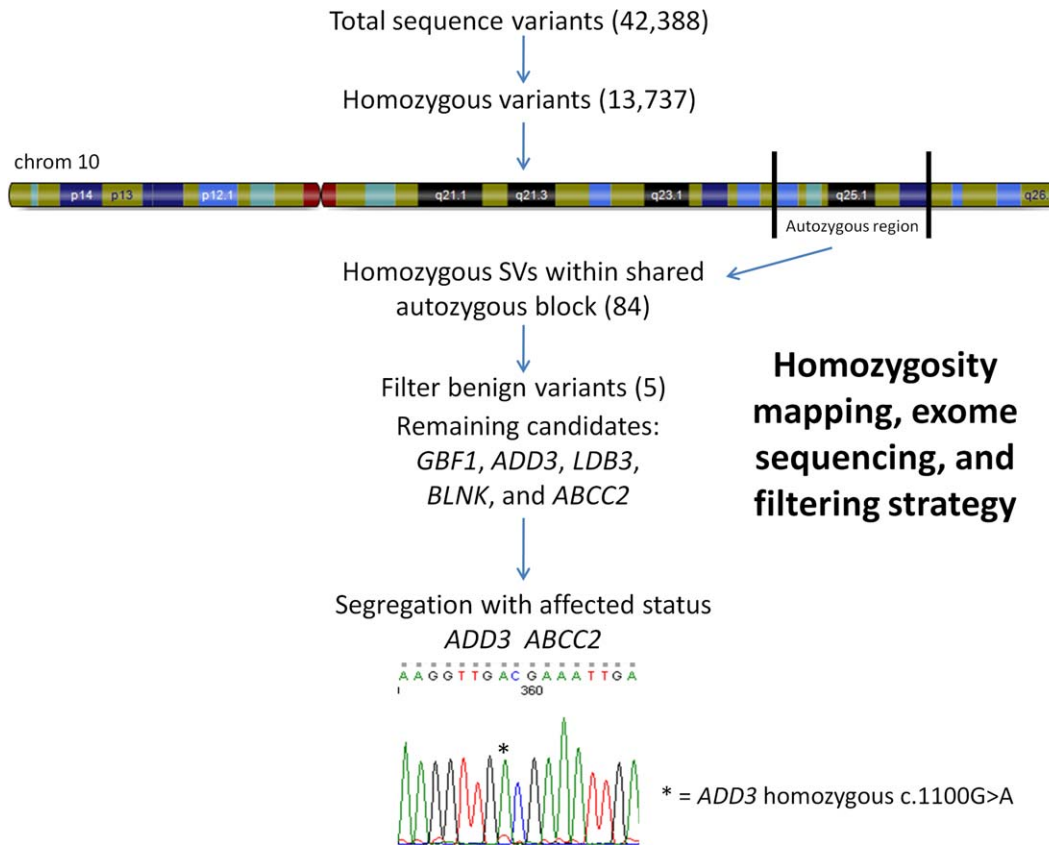 Total sequence variants (42,388)
Homozygous variants (13,737)
chrom 10
p14 p13 p12.1 q21.1 q21.3 q23.1 q25.1 q26.
Autozygous region
Homozygous SVs within shared
autozygous block (84)
Filter benign variants (5)
Remaining candidates:
GBF1, ADD3, LDB3,
BLNK, and ABCC2
Homozygosity
mapping, exome
sequencing, and
filtering strategy
Segregation with affected status
ADD3 ABCC2
A A G G T T G A C G A A A T T G A
360
*
* = ADD3 homozygous c.1100G>A